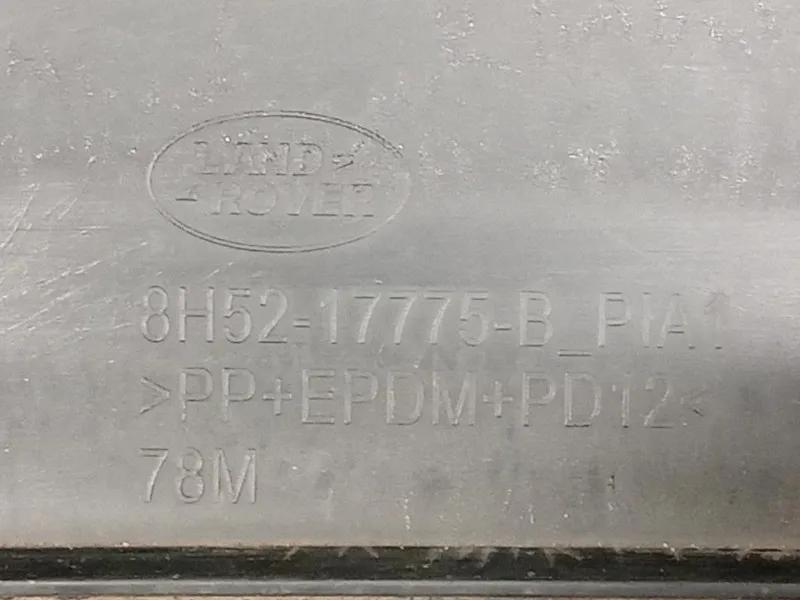 LAND
ROVER
8H52-17775-B_PIA1
>PP+EPDM+PD12<
78M